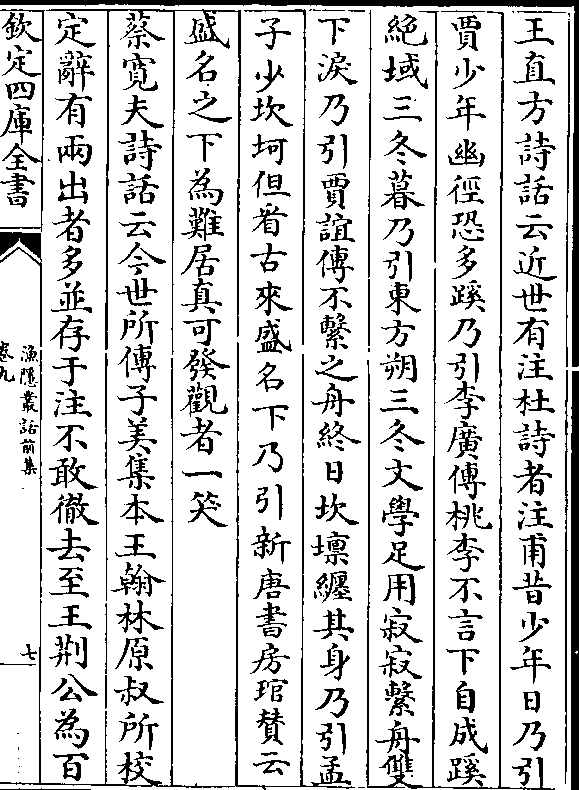 王直方詩話云近世有注杜詩者注甫昔少年日乃引
賈少年幽徑恐多蹊乃引李廣傳桃李不言下自成蹊
絶域三冬暮乃引東方朔三冬文學足用寂寂繫舟雙
下淚乃引賈誼傳不繫之舟終日坎壈纏其身乃引孟
子少坎坷但㸔古來盛名下乃引新唐書房琯賛云
盛名之下為難居真可發觀者一笑
蔡寛夫詩話云今世所傳子美集本王翰林原叔所校
定辭有兩出者多並存于注不敢徹去至王荆公為百
欽定四庫全書
漁隱叢話前集
卷九
七